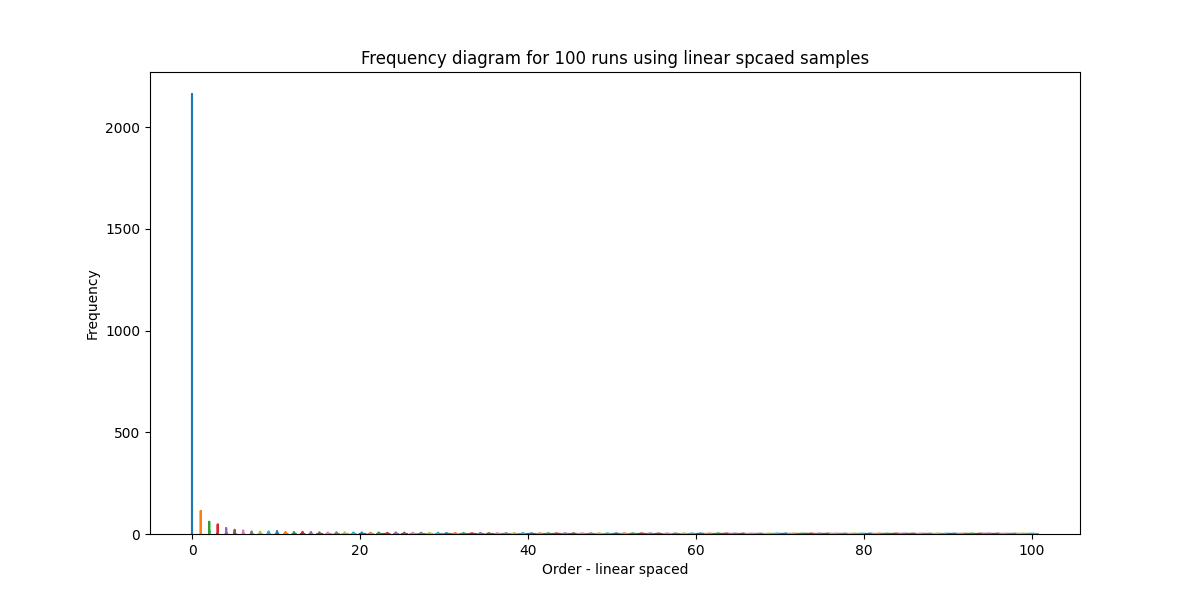 Frequency diagram for 100 runs using linear spcaed samples
2000
1500
1000
500
0
Frequency
0 20 40 60 80 100
Order - linear spaced